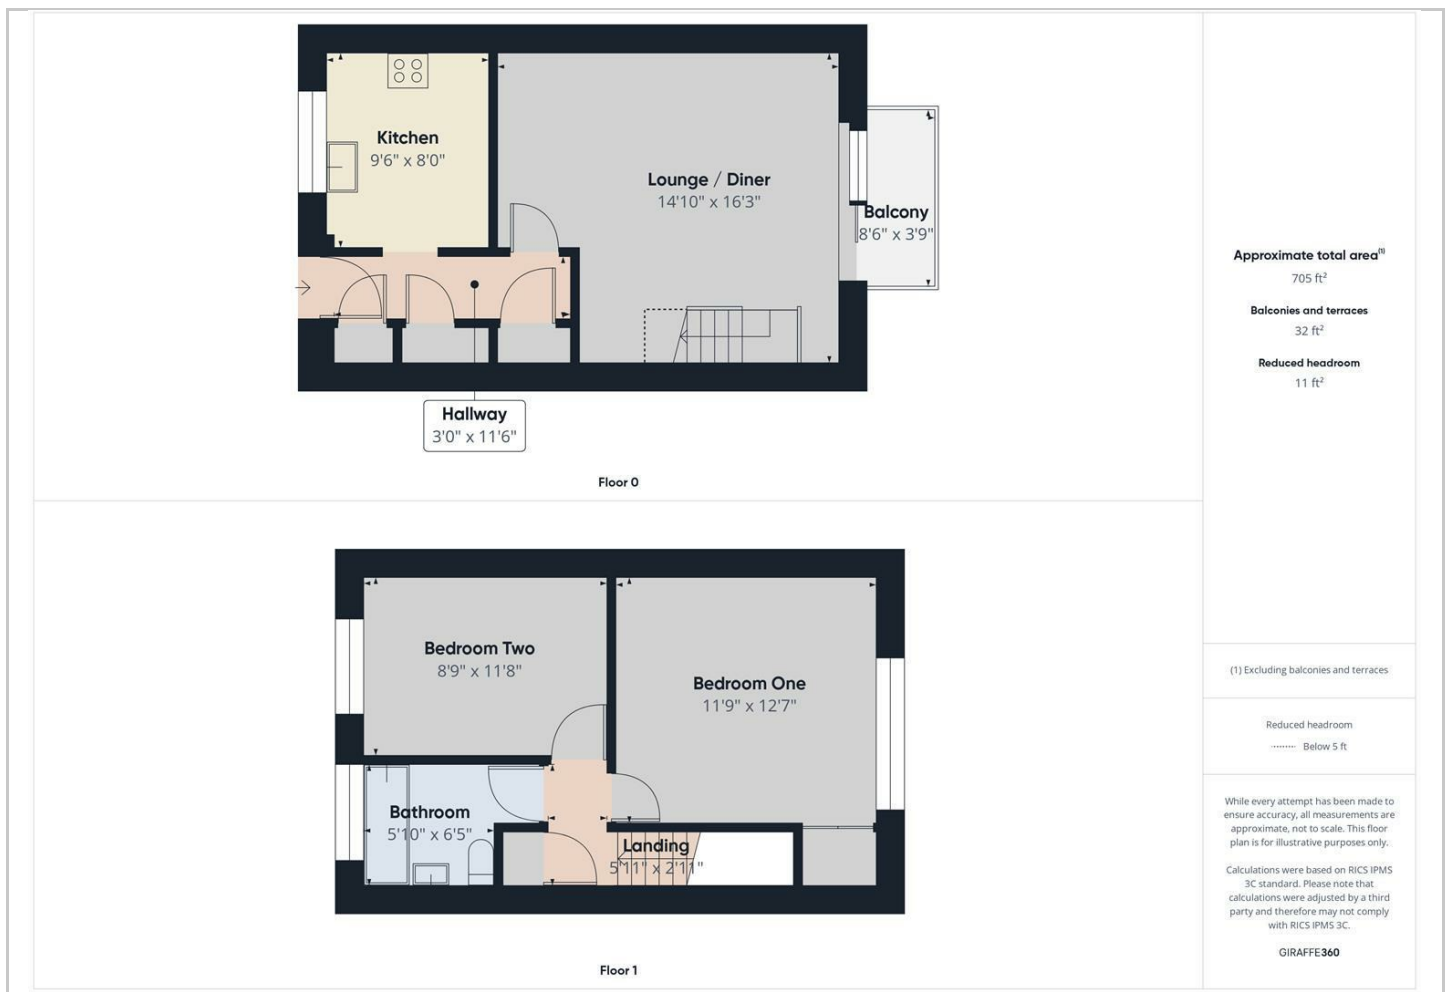 Kitchen
9'6" x 8'0"
Lounge / Diner
14'10" x 16'3"
Balcony
8'6" x 3'9"
Hallway
3'0" x 11'6"
Floor 0
Bedroom Two
8'9" x 11'8"
Bedroom One
11'9" x 12'7"
Bathroom
5'10" x 6'5"
Landing
5'11" x 2'11"
Floor 1
Approximate total area(1)
705 ft²
Balconies and terraces
32 ft²
Reduced headroom
11 ft²
(1) Excluding balconies and terraces
Reduced headroom
Below 5 ft
While every attempt has been made to
ensure accuracy, all measurements are
approximate, not to scale. This floor
plan is for illustrative purposes only.
Calculations were based on RICS IPMS
3C standard. Please note that
calculations were adjusted by a third
party and therefore may not comply
with RICS IPMS 3C.
GIRAFFE360